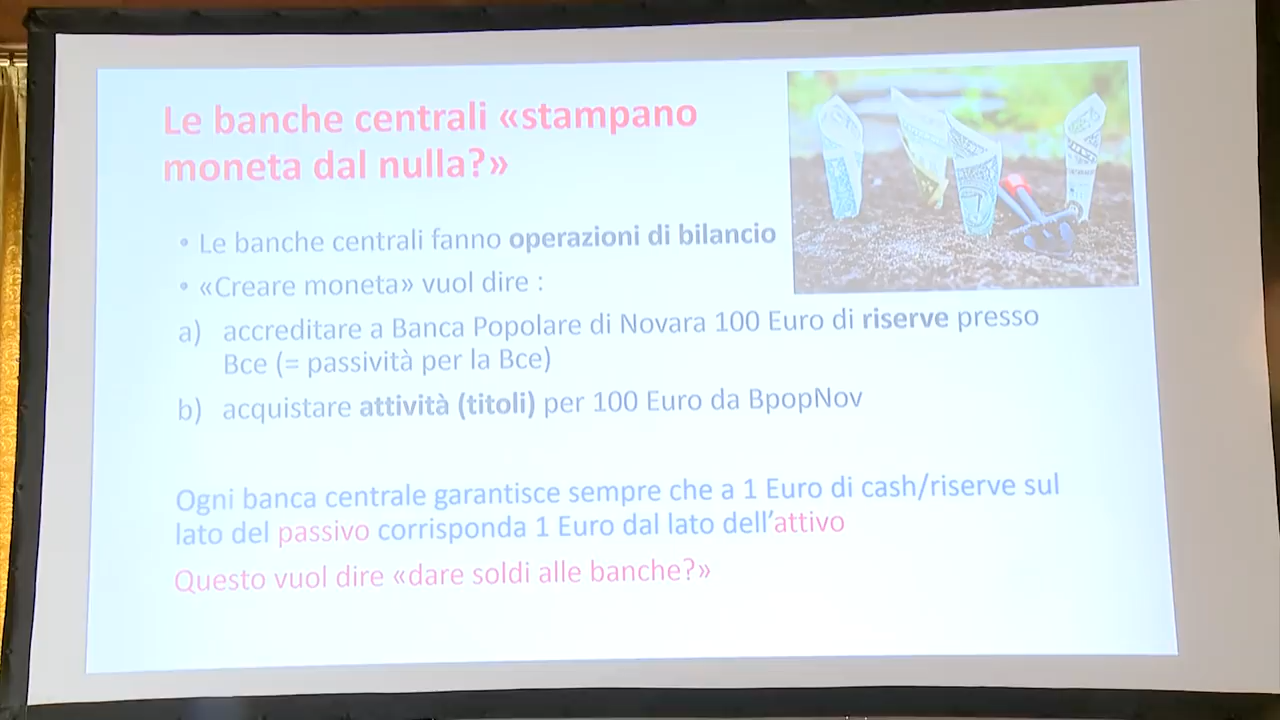 Le banche centrali «stampano
moneta dal nulla?»
• Le banche centrali fanno operazioni di bilancio
• «Creare moneta» vuol dire :
a) accreditare a Banca Popolare di Novara 100 Euro di riserve presso
Bce (= passività per la Bce)
b) acquistare attività (titoli) per 100 Euro da BpopNov
Ogni banca centrale garantisce sempre che a 1 Euro di cash/riserve sul
lato del passivo corrisponda 1 Euro dal lato dell’attivo
Questo vuol dire «dare soldi alle banche?»